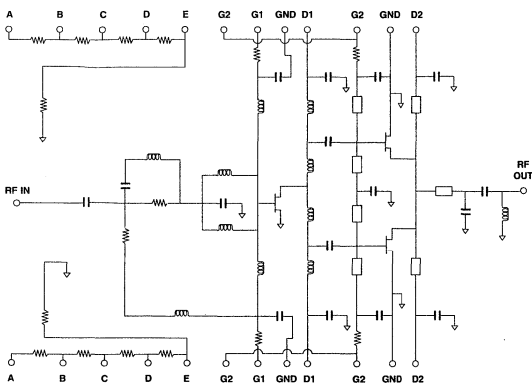 A B C D E G2 G1 GND D1 G2 GND D2
RF IN
RF
OUT
A B C D E G2 G1 GND D1 G2 GND D2